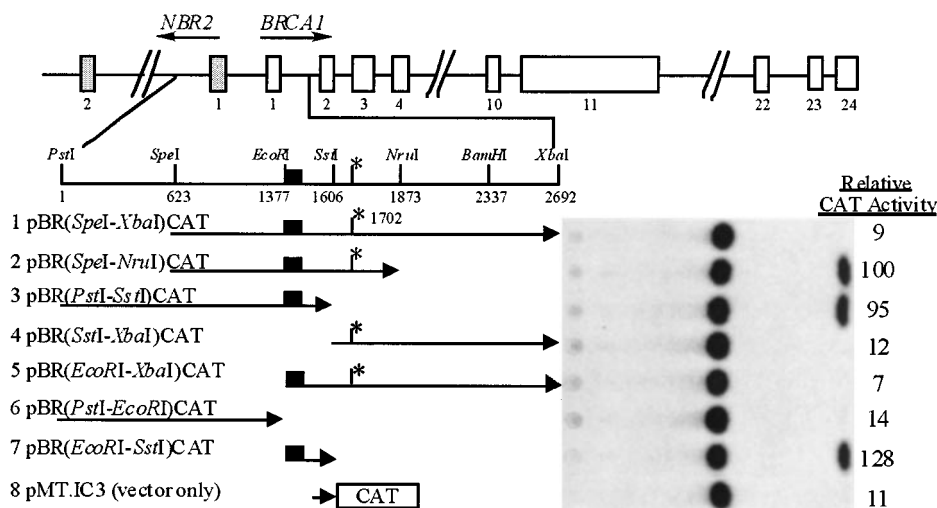 NBR2 BRCA1
2 1 1 2 3 4 10 11 22 23 24
PstI SpeI EcoRI SstI * NruI BamHI XbaI
1 623 1377 1606 1873 2337 2692
Relative
CAT Activity
1 pBR(SpeI-XbaI)CAT * 1702 9
2 pBR(SpeI-NruI)CAT * 100
3 pBR(PstI-SstI)CAT 95
4 pBR(SstI-XbaI)CAT * 12
5 pBR(EcoRI-XbaI)CAT * 7
6 pBR(PstI-EcoRI)CAT 14
7 pBR(EcoRI-SstI)CAT 128
8 pMT.IC3 (vector only) CAT 11